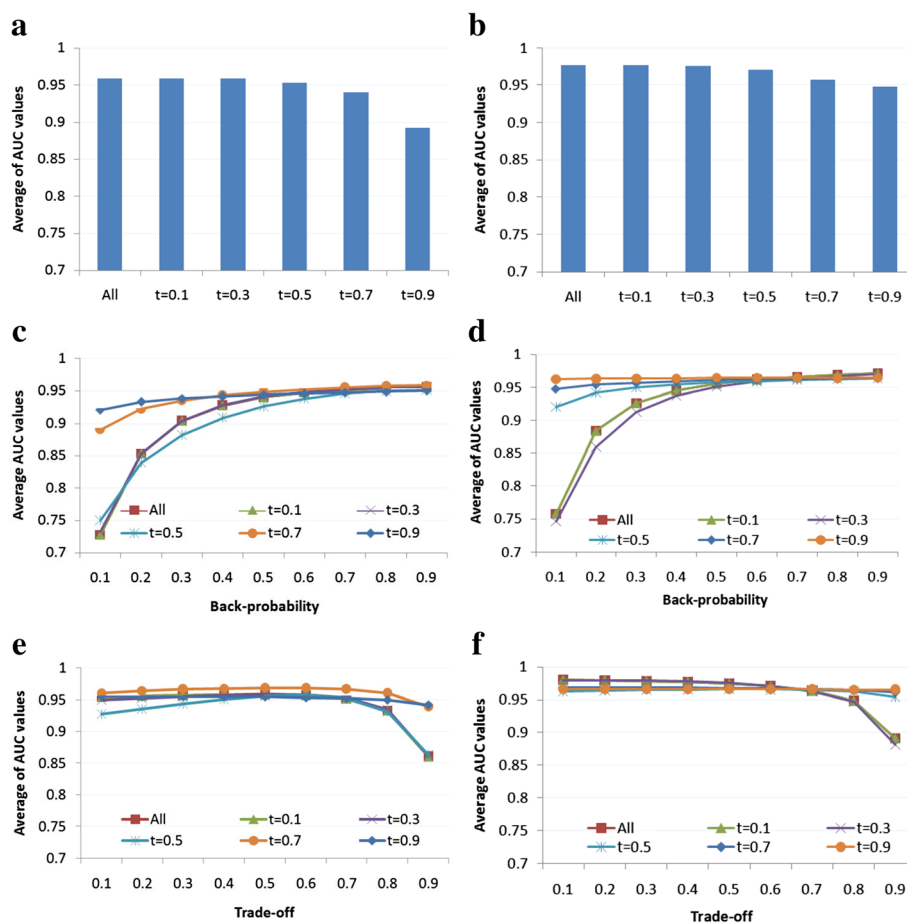 a
Average of AUC values
1
0.95
0.9
0.85
0.8
0.75
0.7
All t=0.1 t=0.3 t=0.5 t=0.7 t=0.9
b
Average of AUC values
1
0.95
0.9
0.85
0.8
0.75
0.7
All t=0.1 t=0.3 t=0.5 t=0.7 t=0.9
c
Average AUC values
1
0.95
0.9
0.85
0.8
0.75
0.7
All t=0.1 t=0.3
t=0.5 t=0.7 t=0.9
0.1 0.2 0.3 0.4 0.5 0.6 0.7 0.8 0.9
Back-probability
d
Average of AUC values
1
0.95
0.9
0.85
0.8
0.75
0.7
All t=0.1 t=0.3
t=0.5 t=0.7 t=0.9
0.1 0.2 0.3 0.4 0.5 0.6 0.7 0.8 0.9
Back-probability
e
Average of AUC values
1
0.95
0.9
0.85
0.8
0.75
0.7
All t=0.1 t=0.3
t=0.5 t=0.7 t=0.9
0.1 0.2 0.3 0.4 0.5 0.6 0.7 0.8 0.9
Trade-off
f
Average AUC values
1
0.95
0.9
0.85
0.8
0.75
0.7
All t=0.1 t=0.3
t=0.5 t=0.7 t=0.9
0.1 0.2 0.3 0.4 0.5 0.6 0.7 0.8 0.9
Trade-off